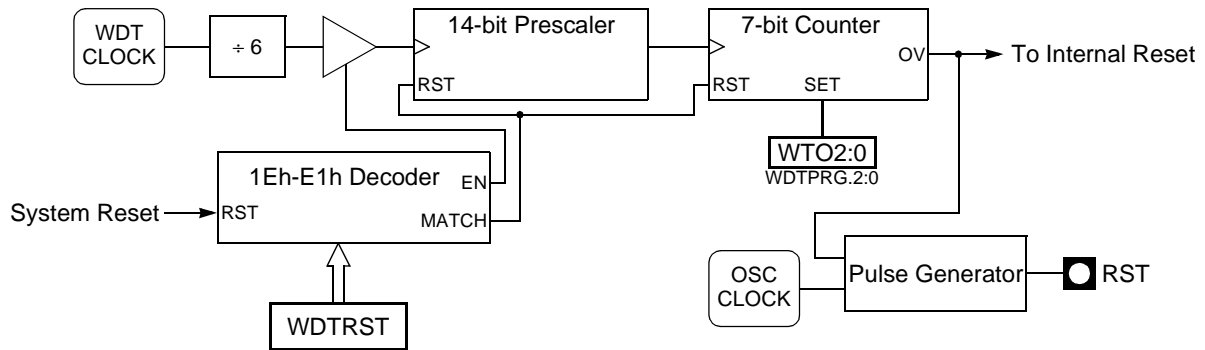 WDT
CLOCK
÷ 6
14-bit Prescaler
RST
7-bit Counter
RST
SET
OV
To Internal Reset
WTO2:0
WDTPRG.2:0
1Eh-E1h Decoder
EN
MATCH
System Reset
RST
WDTRST
OSC
CLOCK
Pulse Generator
RST